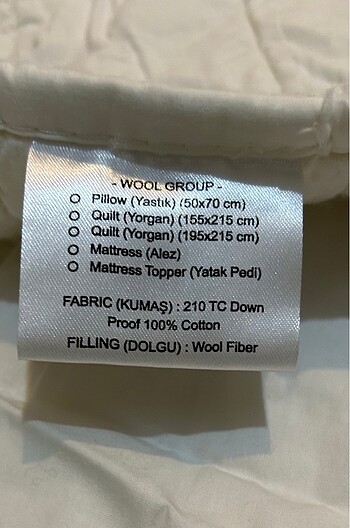 - WOOL GROUP -
O Pillow (Yastık) (50x70 cm)
O Quilt (Yorgan) (155x215 cm)
O Quilt (Yorgan) (195x215 cm)
O Mattress (Alez)
O Mattress Topper (Yatak Pedi)
FABRIC (KUMAŞ) : 210 TC Down
Proof 100% Cotton
FILLING (DOLGU) : Wool Fiber